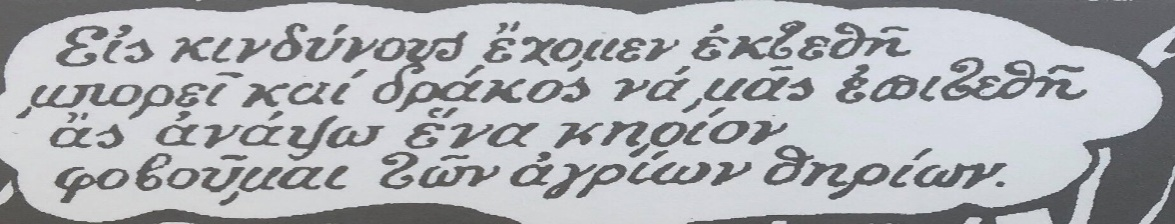 Εἰς κινδύνους ἔχομεν ἐκτεθῆ
μπορεῖ καί δράκος νά μᾶς ἐπιτεθῆ
ἄς ἀνάψω ἕνα κηρίον
φοβοῦμαι τῶν ἀγρίων θηρίων.